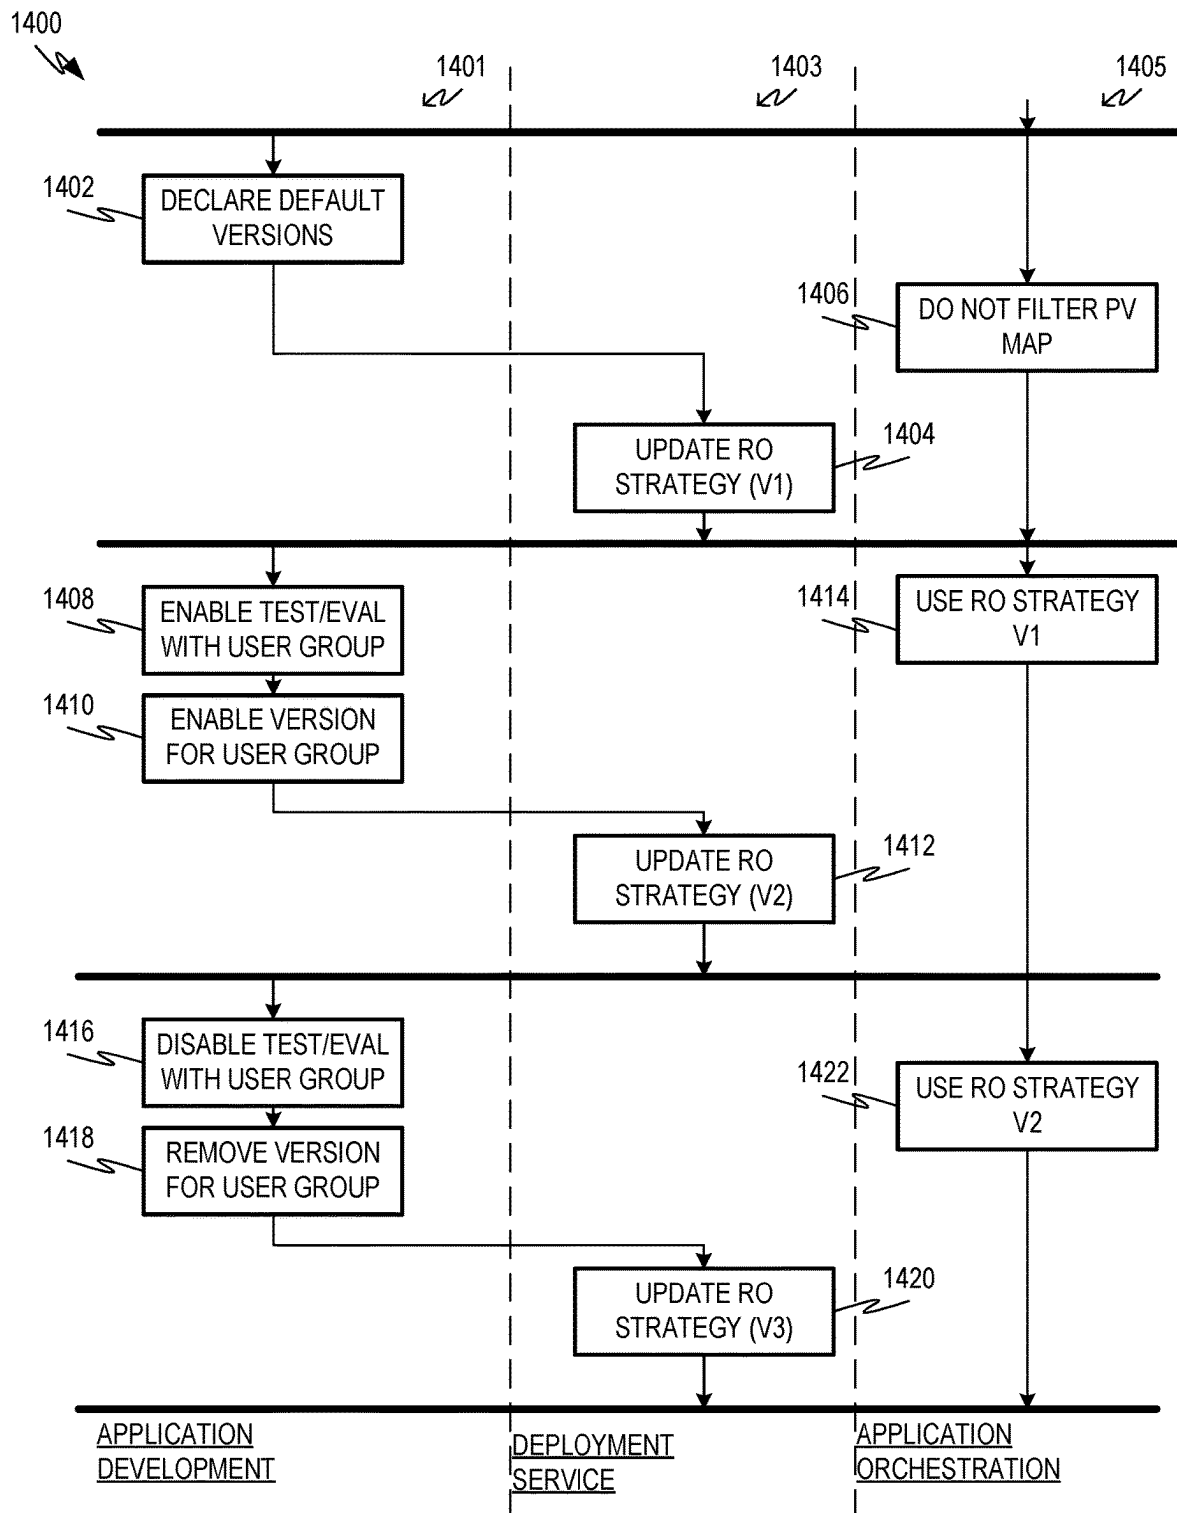 1400
1401
1403
1405
1402
DECLARE DEFAULT
VERSIONS
1406
DO NOT FILTER PV
MAP
UPDATE RO
STRATEGY (V1)
1404
1408
ENABLE TEST/EVAL
WITH USER GROUP
1414
USE RO STRATEGY
V1
1410
ENABLE VERSION
FOR USER GROUP
UPDATE RO
STRATEGY (V2)
1412
1416
DISABLE TEST/EVAL
WITH USER GROUP
1422
USE RO STRATEGY
V2
1418
REMOVE VERSION
FOR USER GROUP
UPDATE RO
STRATEGY (V3)
1420
APPLICATION
DEVELOPMENT
DEPLOYMENT
SERVICE
APPLICATION
ORCHESTRATION